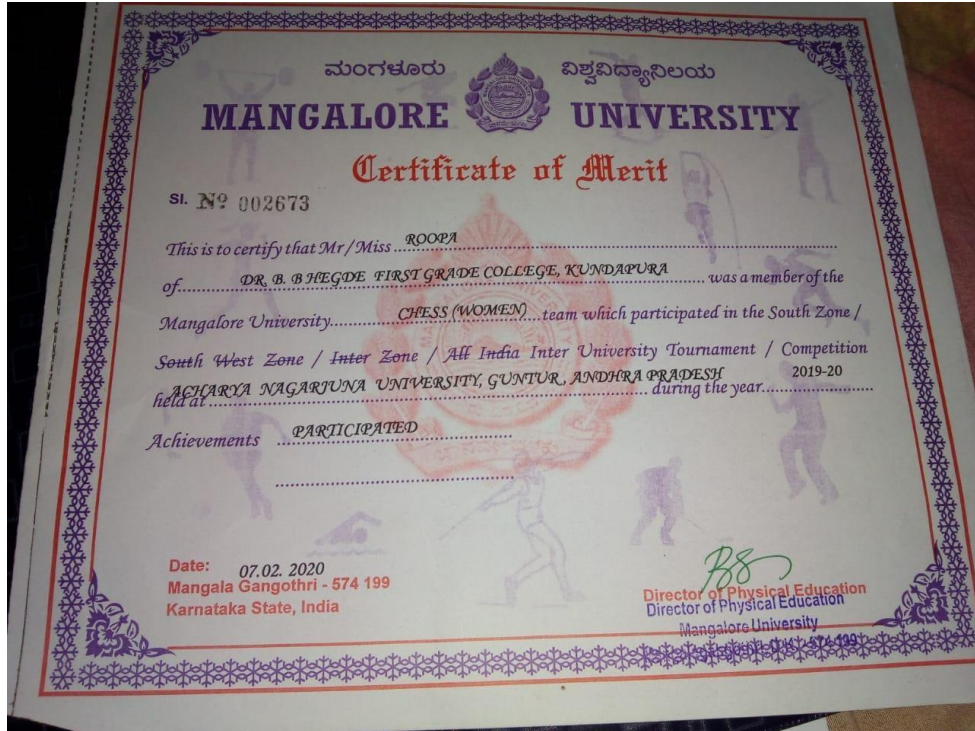 ಮಂಗಳೂರು ವಿಶ್ವವಿದ್ಯಾನಿಲಯ
MANGALORE UNIVERSITY
Certificate of Merit
Sl. Nº 002673
This is to certify that Mr / Miss ROOPA
of DR. B. B HEGDE FIRST GRADE COLLEGE, KUNDAPURA was a member of the
Mangalore University CHESS (WOMEN) team which participated in the South Zone /
South West Zone / Inter Zone / All India Inter University Tournament / Competition
held at ACHARYA NAGARJUNA UNIVERSITY, GUNTUR, ANDHRA PRADESH during the year 2019-20
Achievements PARTICIPATED
Date: 07.02. 2020
Mangala Gangothri - 574 199
Karnataka State, India
Director of Physical Education
Director of Physical Education
Mangalore University
574 199